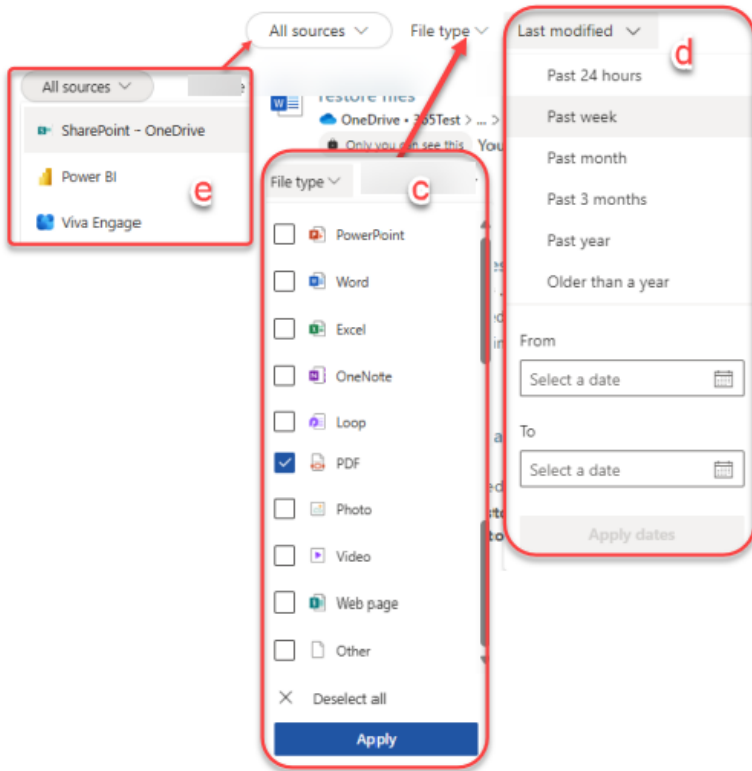 All sources
File type
Last modified
d
Past 24 hours
Past week
Past month
Past 3 months
Past year
Older than a year
From
Select a date
To
Select a date
Apply dates
All sources
e
SharePoint - OneDrive
Power BI
e
Viva Engage
restore files
OneDrive • 365Test > ... >
Only you can see this You
File type
c
PowerPoint
Word
Excel
OneNote
Loop
PDF
Photo
Video
Web page
Other
Deselect all
Apply